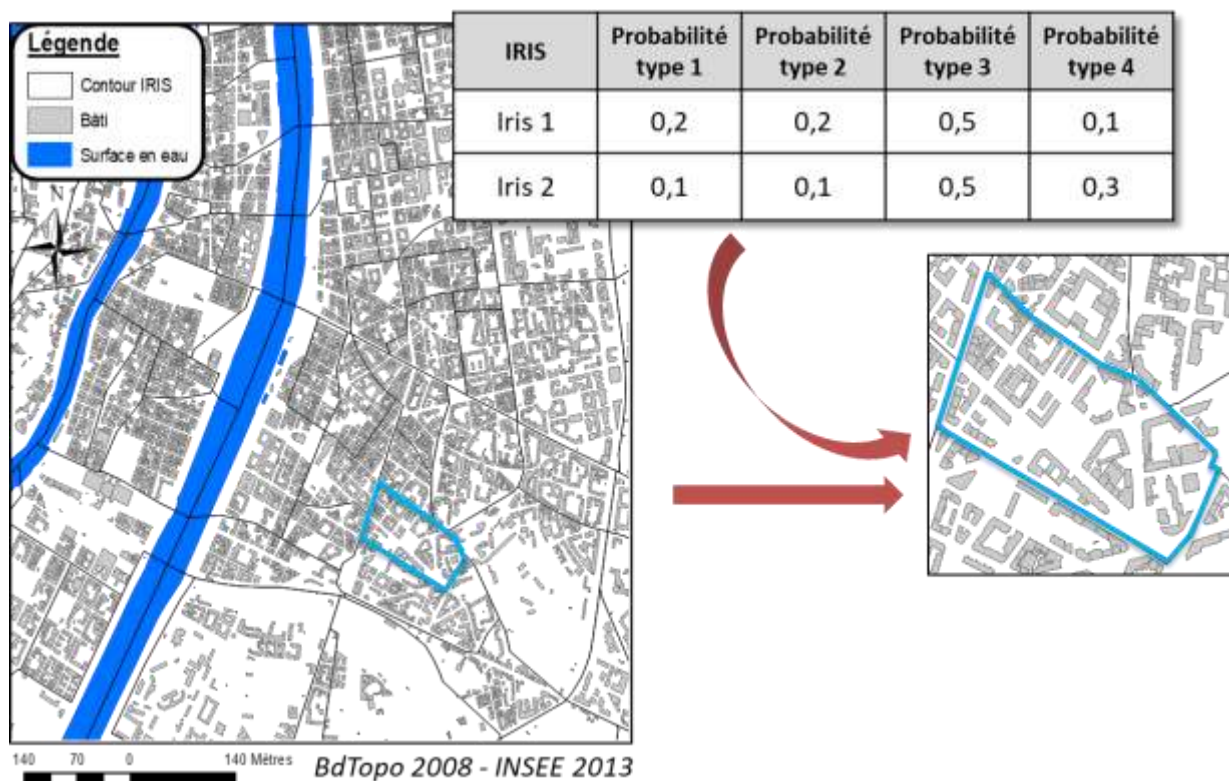 Légende
Contour IRIS
Bâti
Surface en eau
N
IRIS
Probabilité
type 1
Probabilité
type 2
Probabilité
type 3
Probabilité
type 4
Iris 1
0,2
0,2
0,5
0,1
Iris 2
0,1
0,1
0,5
0,3
140 70 0 140 Mètres
BdTopo 2008 - INSEE 2013